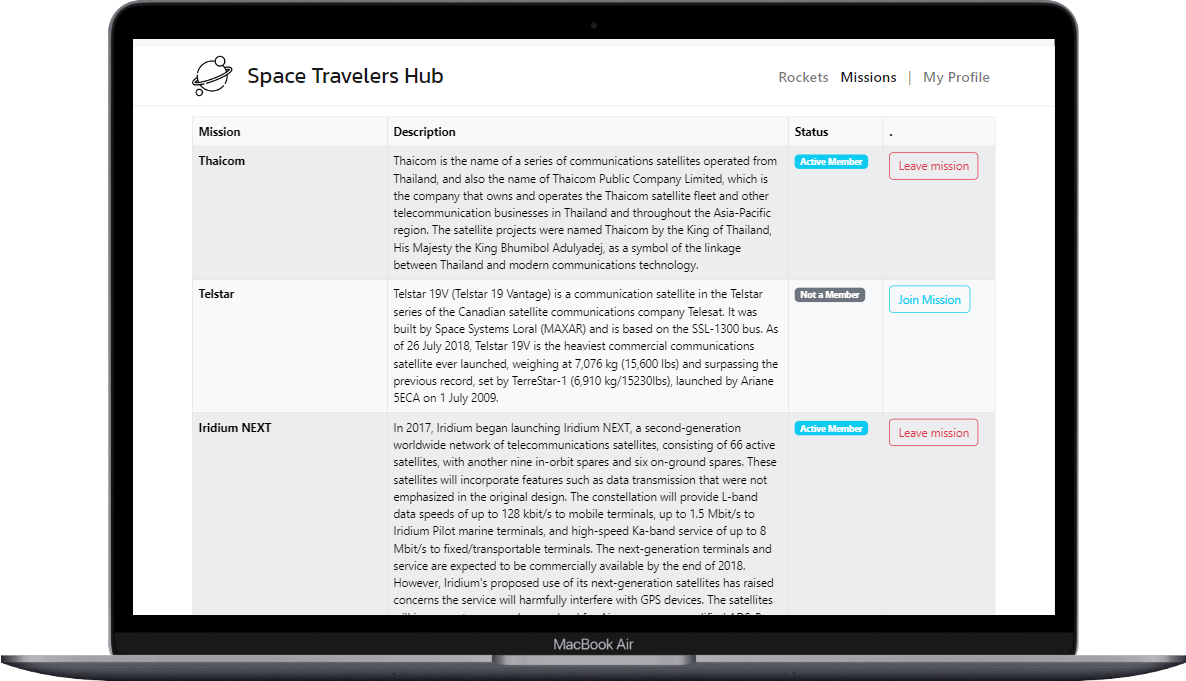 Space Travelers Hub
Rockets Missions | My Profile
Mission Description Status .
Thaicom
Thaicom is the name of a series of communications satellites operated from
Thailand, and also the name of Thaicom Public Company Limited, which is
the company that owns and operates the Thaicom satellite fleet and other
telecommunication businesses in Thailand and throughout the Asia-Pacific
region. The satellite projects were named Thaicom by the King of Thailand,
His Majesty the King Bhumibol Adulyadej, as a symbol of the linkage
between Thailand and modern communications technology.
Active Member
Leave mission
Telstar
Telstar 19V (Telstar 19 Vantage) is a communication satellite in the Telstar
series of the Canadian satellite communications company Telesat. It was
built by Space Systems Loral (MAXAR) and is based on the SSL-1300 bus. As
of 26 July 2018, Telstar 19V is the heaviest commercial communications
satellite ever launched, weighing at 7,076 kg (15,600 lbs) and surpassing the
previous record, set by TerreStar-1 (6,910 kg/15230lbs), launched by Ariane
5ECA on 1 July 2009.
Not a Member
Join Mission
Iridium NEXT
In 2017, Iridium began launching Iridium NEXT, a second-generation
worldwide network of telecommunications satellites, consisting of 66 active
satellites, with another nine in-orbit spares and six on-ground spares. These
satellites will incorporate features such as data transmission that were not
emphasized in the original design. The constellation will provide L-band
data speeds of up to 128 kbit/s to mobile terminals, up to 1.5 Mbit/s to
Iridium Pilot marine terminals, and high-speed Ka-band service of up to 8
Mbit/s to fixed/transportable terminals. The next-generation terminals and
service are expected to be commercially available by the end of 2018.
However, Iridium's proposed use of its next-generation satellites has raised
concerns the service will harmfully interfere with GPS devices. The satellites
Active Member
Leave mission
MacBook Air